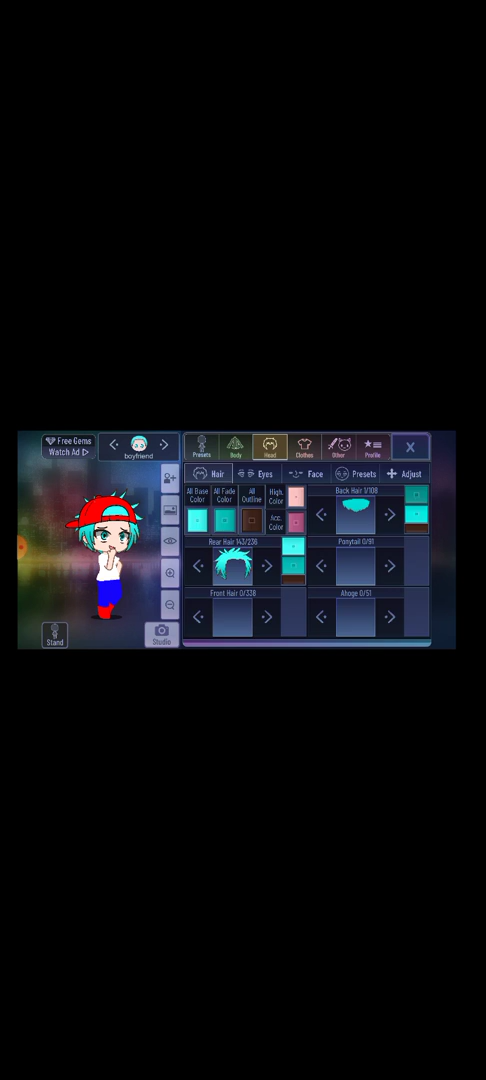 Free Gems
Watch Ad
boyfriend
Presets
Body
Head
Clothes
Other
Profile
X
Hair
Eyes
Face
Presets
Adjust
All Base
Color
All Fade
Color
All
Outline
High.
Color
Acc.
Color
Back Hair 1/108
Rear Hair 143/236
Ponytail 0/91
Front Hair 0/338
Ahoge 0/51
Stand
Studio